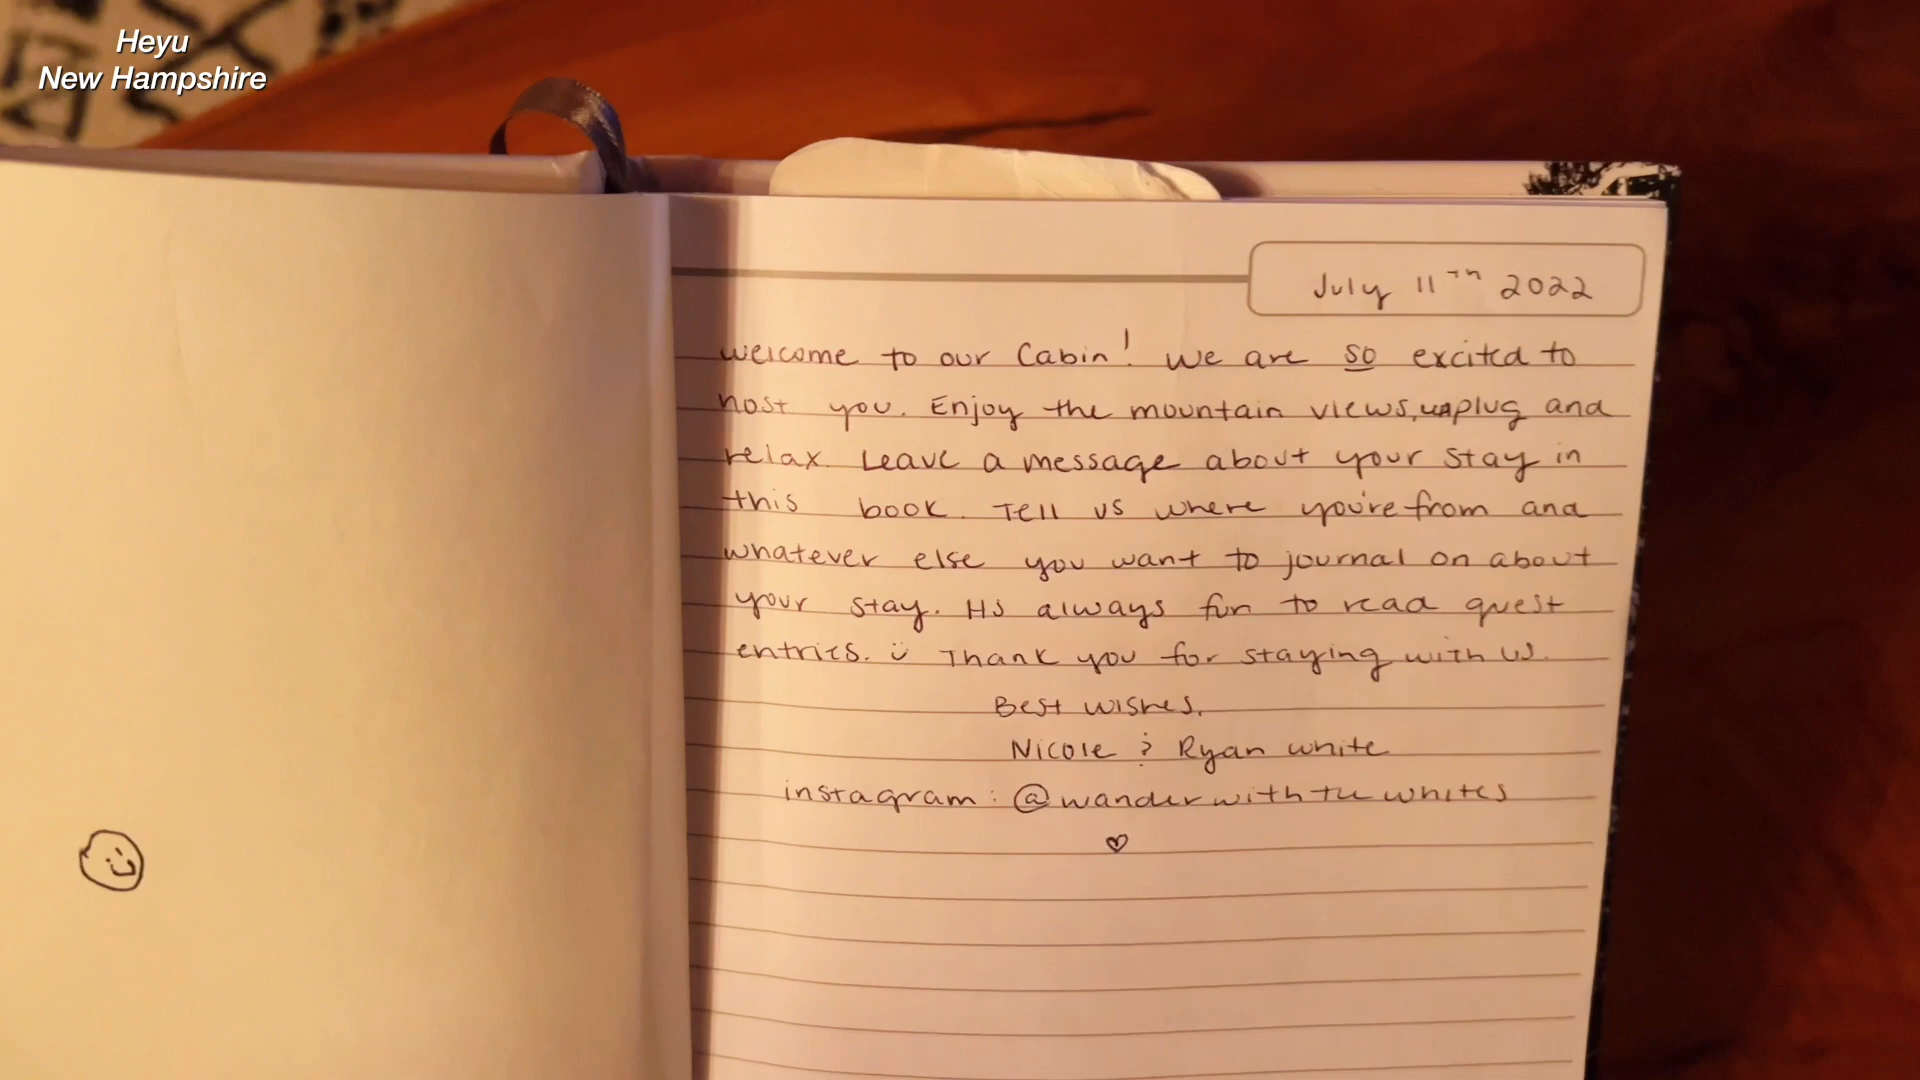 Heyu
New Hampshire
July 11th 2022
Welcome to our Cabin! We are so excited to
host you. Enjoy the mountain views, unplug and
relax. Leave a message about your stay in
this book. Tell us where you're from and
whatever else you want to journal on about
your stay. Its always fun to read guest
entries. Thank you for staying with us.
Best wishes,
Nicole & Ryan White
instagram: @wanderwiththewhites